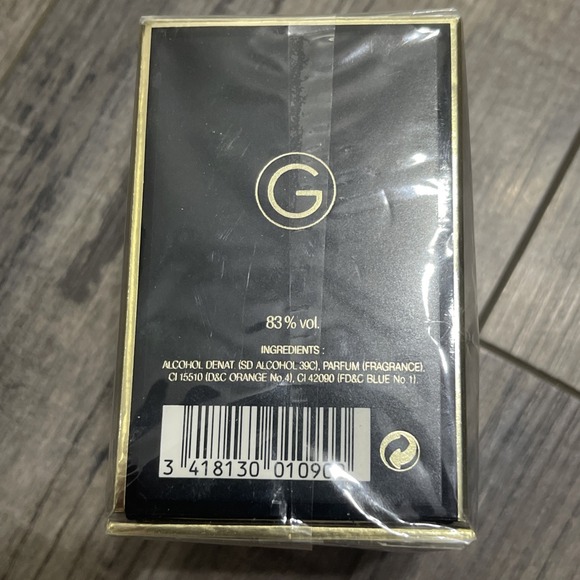 G
83% vol.
INGREDIENTS :
ALCOHOL DENAT. (SD ALCOHOL 39C), PARFUM (FRAGRANCE),
CI 15510 (D&C ORANGE No 4), CI 42090 (FD&C BLUE No 1).
3 418130 01090